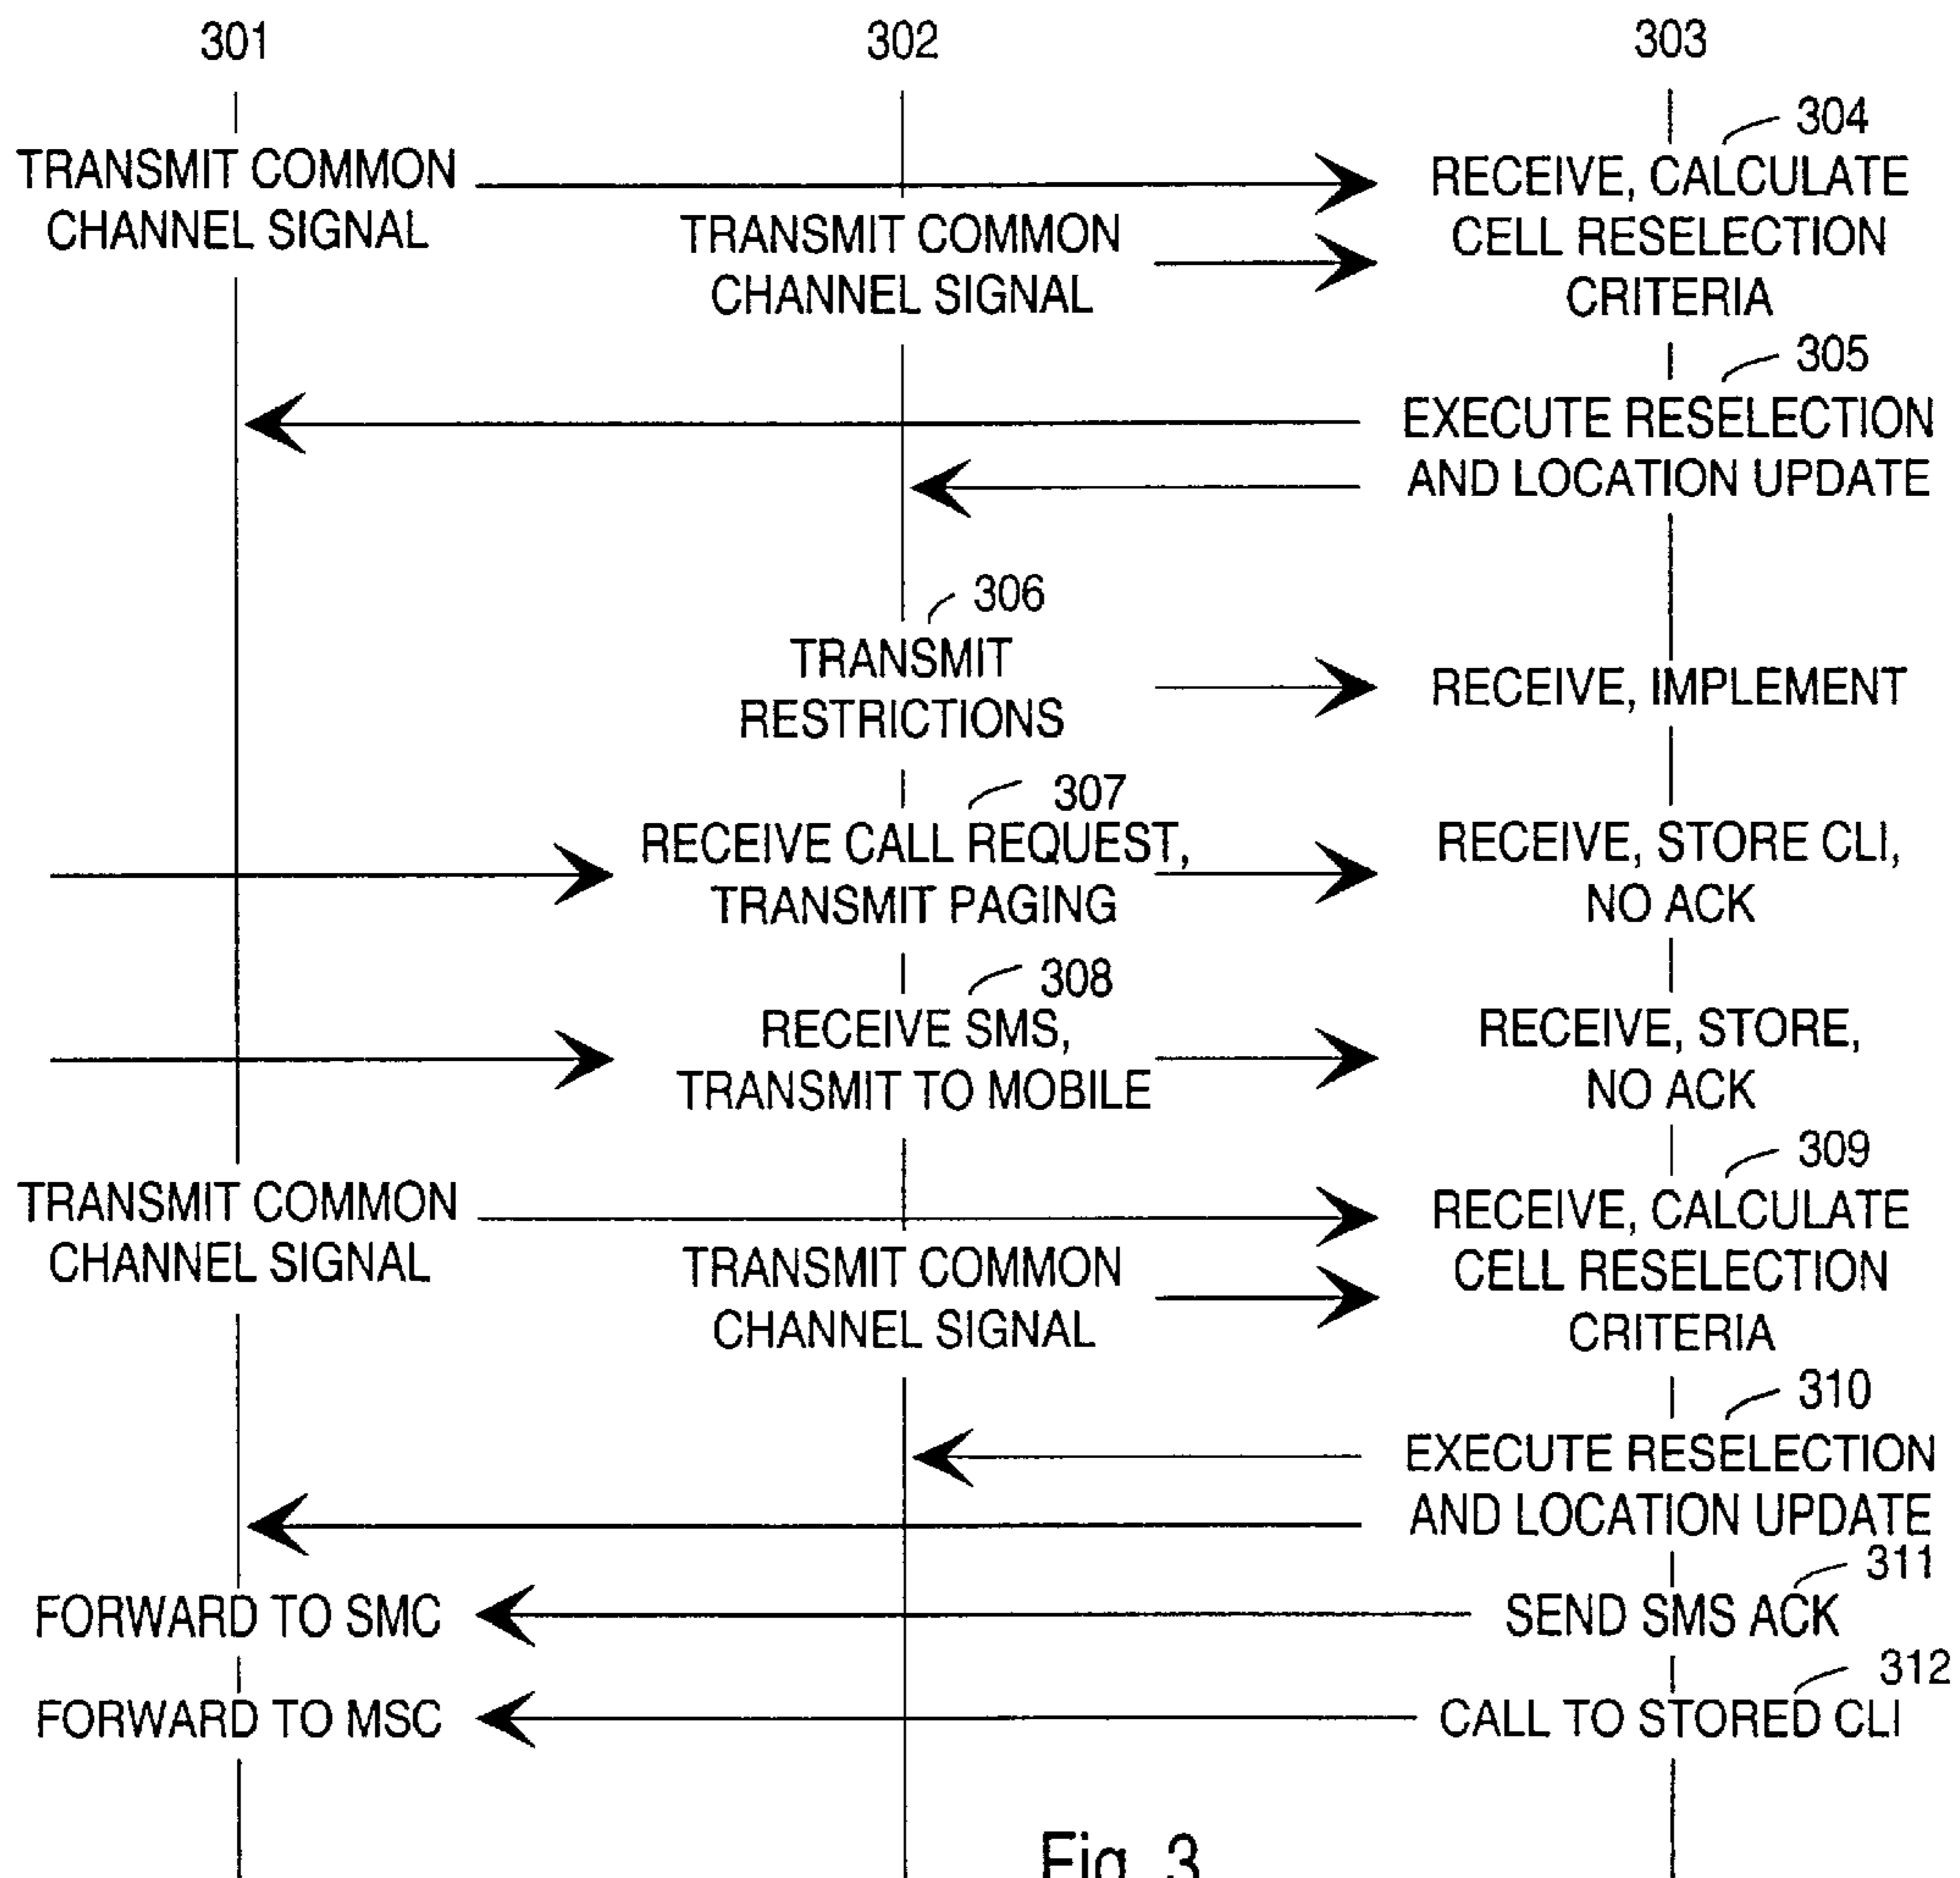 301
302
303
304
TRANSMIT COMMON
CHANNEL SIGNAL
TRANSMIT COMMON
CHANNEL SIGNAL
RECEIVE, CALCULATE
CELL RESELECTION
CRITERIA
305
EXECUTE RESELECTION
AND LOCATION UPDATE
306
TRANSMIT
RESTRICTIONS
RECEIVE, IMPLEMENT
307
RECEIVE CALL REQUEST,
TRANSMIT PAGING
RECEIVE, STORE CLI,
NO ACK
308
RECEIVE SMS,
TRANSMIT TO MOBILE
RECEIVE, STORE,
NO ACK
309
TRANSMIT COMMON
CHANNEL SIGNAL
TRANSMIT COMMON
CHANNEL SIGNAL
RECEIVE, CALCULATE
CELL RESELECTION
CRITERIA
310
EXECUTE RESELECTION
AND LOCATION UPDATE
311
FORWARD TO SMC
SEND SMS ACK
312
FORWARD TO MSC
CALL TO STORED CLI
Fig. 3